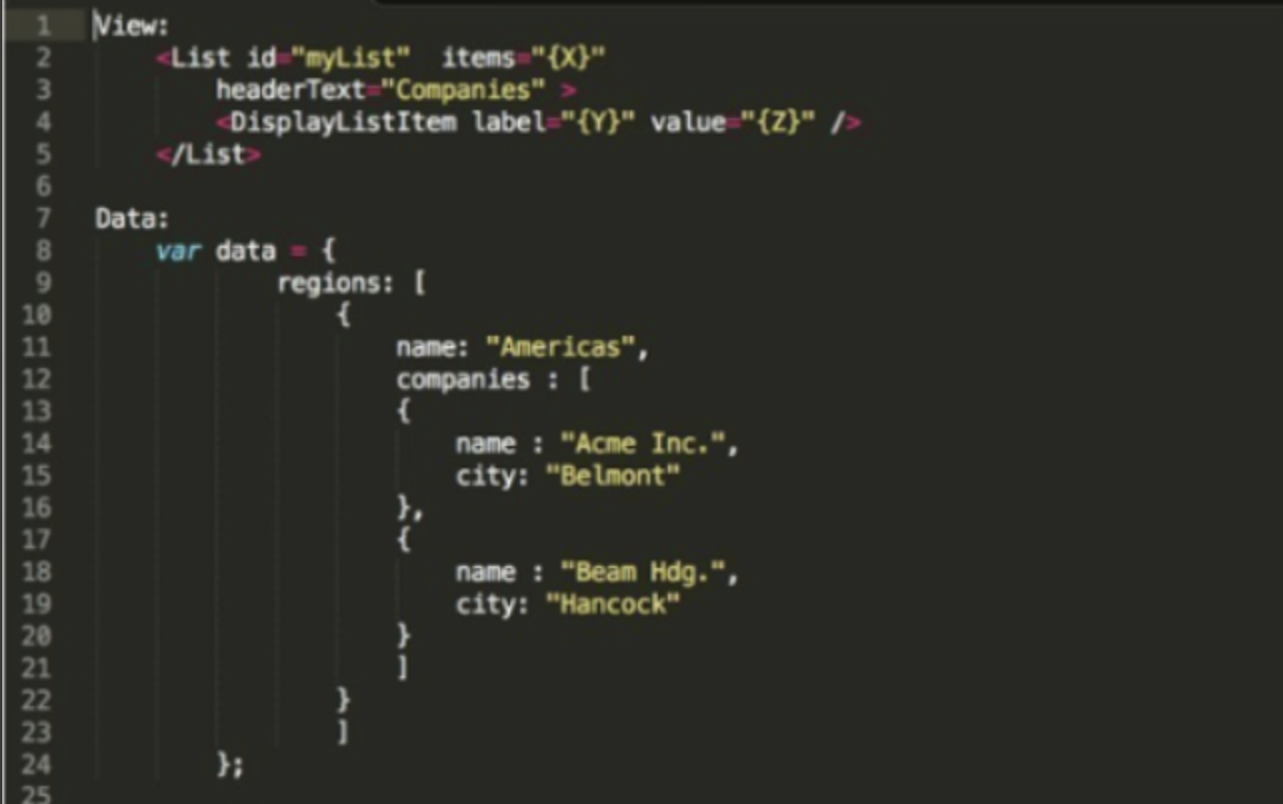 1 View:
2 <List id="myList" items="{X}"
3 headerText="Companies" >
4 <DisplayListItem label="{Y}" value="{Z}" />
5 </List>
6
7 Data:
8 var data = {
9 regions: [
10 {
11 name: "Americas",
12 companies : [
13 {
14 name : "Acme Inc.",
15 city: "Belmont"
16 },
17 {
18 name : "Beam Hdg.",
19 city: "Hancock"
20 }
21 ]
22 }
23 ]
24 };
25